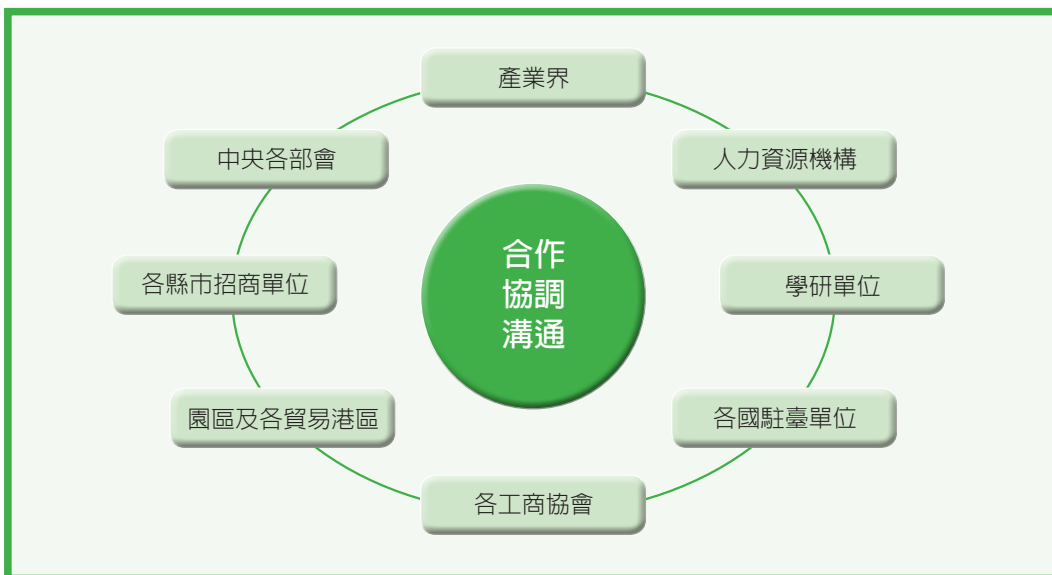 產業界
中央各部會
人力資源機構
合作
協調
溝通
各縣市招商單位
學研單位
園區及各貿易港區
各國駐臺單位
各工商協會